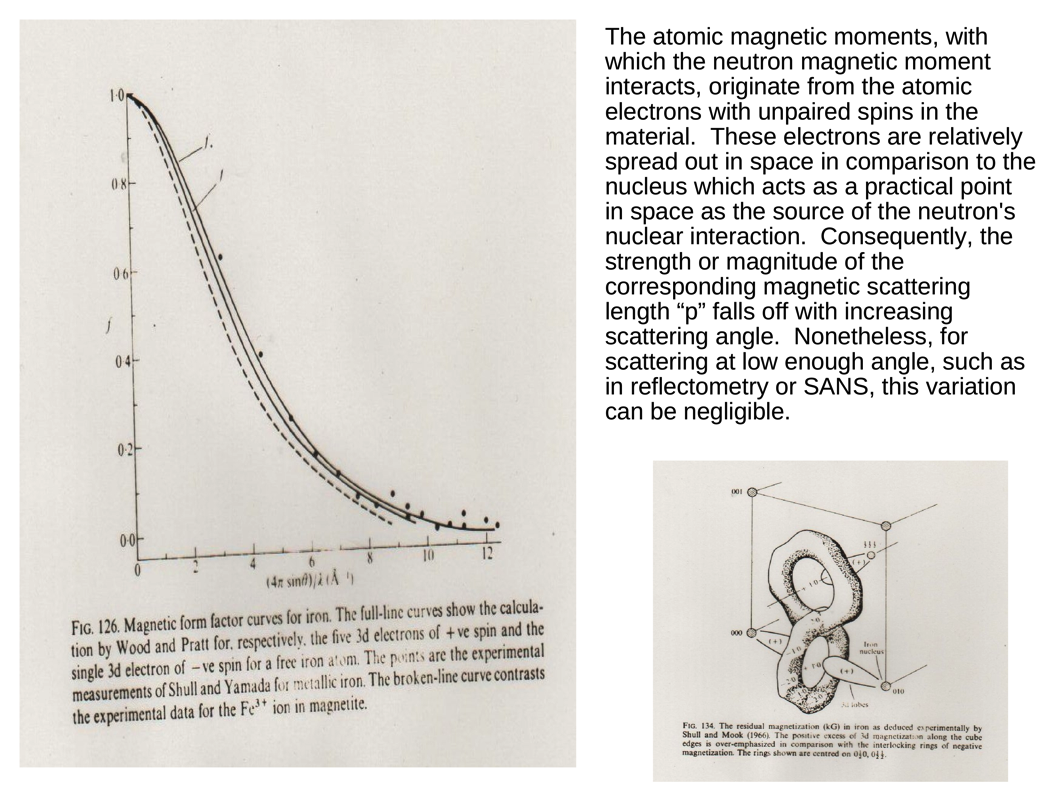 The atomic magnetic moments, with
which the neutron magnetic moment
interacts, originate from the atomic
electrons with unpaired spins in the
material.  These electrons are relatively
spread out in space in comparison to the
nucleus which acts as a practical point
in space as the source of the neutron's
nuclear interaction.  Consequently, the
strength or magnitude of the
corresponding magnetic scattering
length “p” falls off with increasing
scattering angle.  Nonetheless, for
scattering at low enough angle, such as
in reflectometry or SANS, this variation
can be negligible.
1·0
0·8
0·6
f
0·4
0·2
0·0
0 2 4 6 8 10 12
(4π sinθ)/λ (Å⁻¹)
FIG. 126. Magnetic form factor curves for iron. The full-line curves show the calcula-
tion by Wood and Pratt for, respectively, the five 3d electrons of +ve spin and the
single 3d electron of −ve spin for a free iron atom. The points are the experimental
measurements of Shull and Yamada for metallic iron. The broken-line curve contrasts
the experimental data for the Fe³⁺ ion in magnetite.
001
½½½
(+)
000
(+)
Iron
nucleus
(+)
010
3d lobes
FIG. 134. The residual magnetization (kG) in iron as deduced experimentally by
Shull and Mook (1966). The positive excess of 3d magnetization along the cube
edges is over-emphasized in comparison with the interlocking rings of negative
magnetization. The rings shown are centred on 0½0, 0½½.